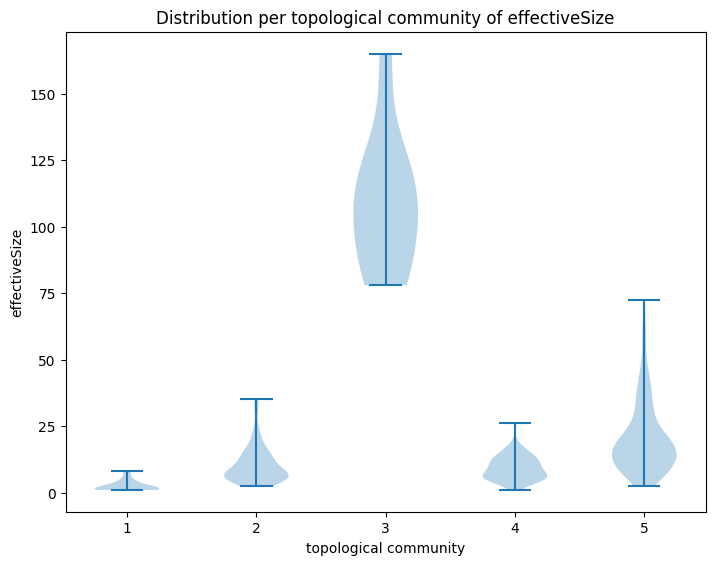 Distribution per topological community of effectiveSize
effectiveSize
150
125
100
75
50
25
0
1 2 3 4 5
topological community